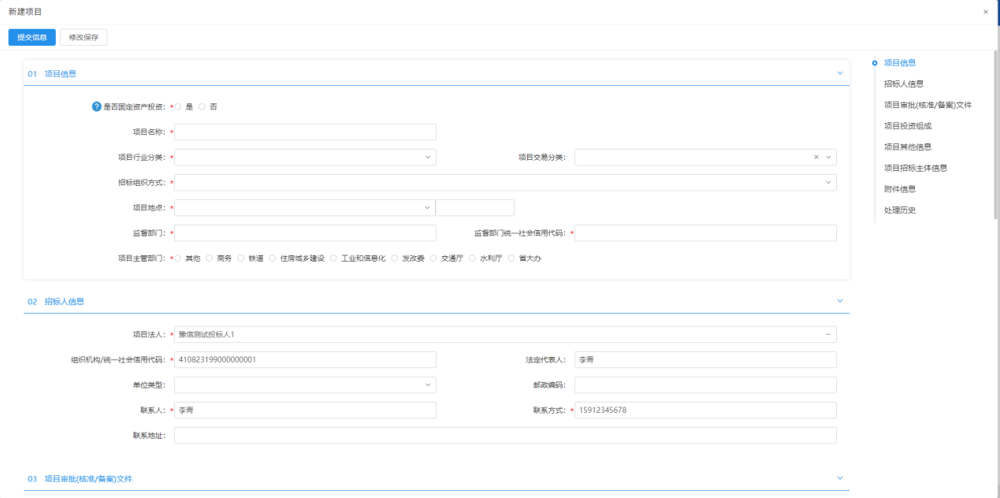 新建项目 ×
提交信息 修改保存
01 项目信息
? 是否固定资产投资: * 是 否
项目名称: *
项目行业分类: * 项目交易分类: ×
招标组织方式: *
项目地点: *
监督部门: * 监督部门统一社会信用代码: *
项目主管部门: * 其他 商务 铁道 住房城乡建设 工业和信息化 发改委 交通厅 水利厅 省大办
02 招标人信息
项目法人: * 豫信测试投标人1 ...
组织机构/统一社会信用代码: * 410823199000000001 法定代表人: 李青
单位类型: 邮政编码:
联系人: * 李青 联系方式: * 15912345678
联系地址:
03 项目审批(核准/备案)文件
项目信息
招标人信息
项目审批(核准/备案)文件
项目投资组成
项目其他信息
项目招标主体信息
附件信息
处理历史